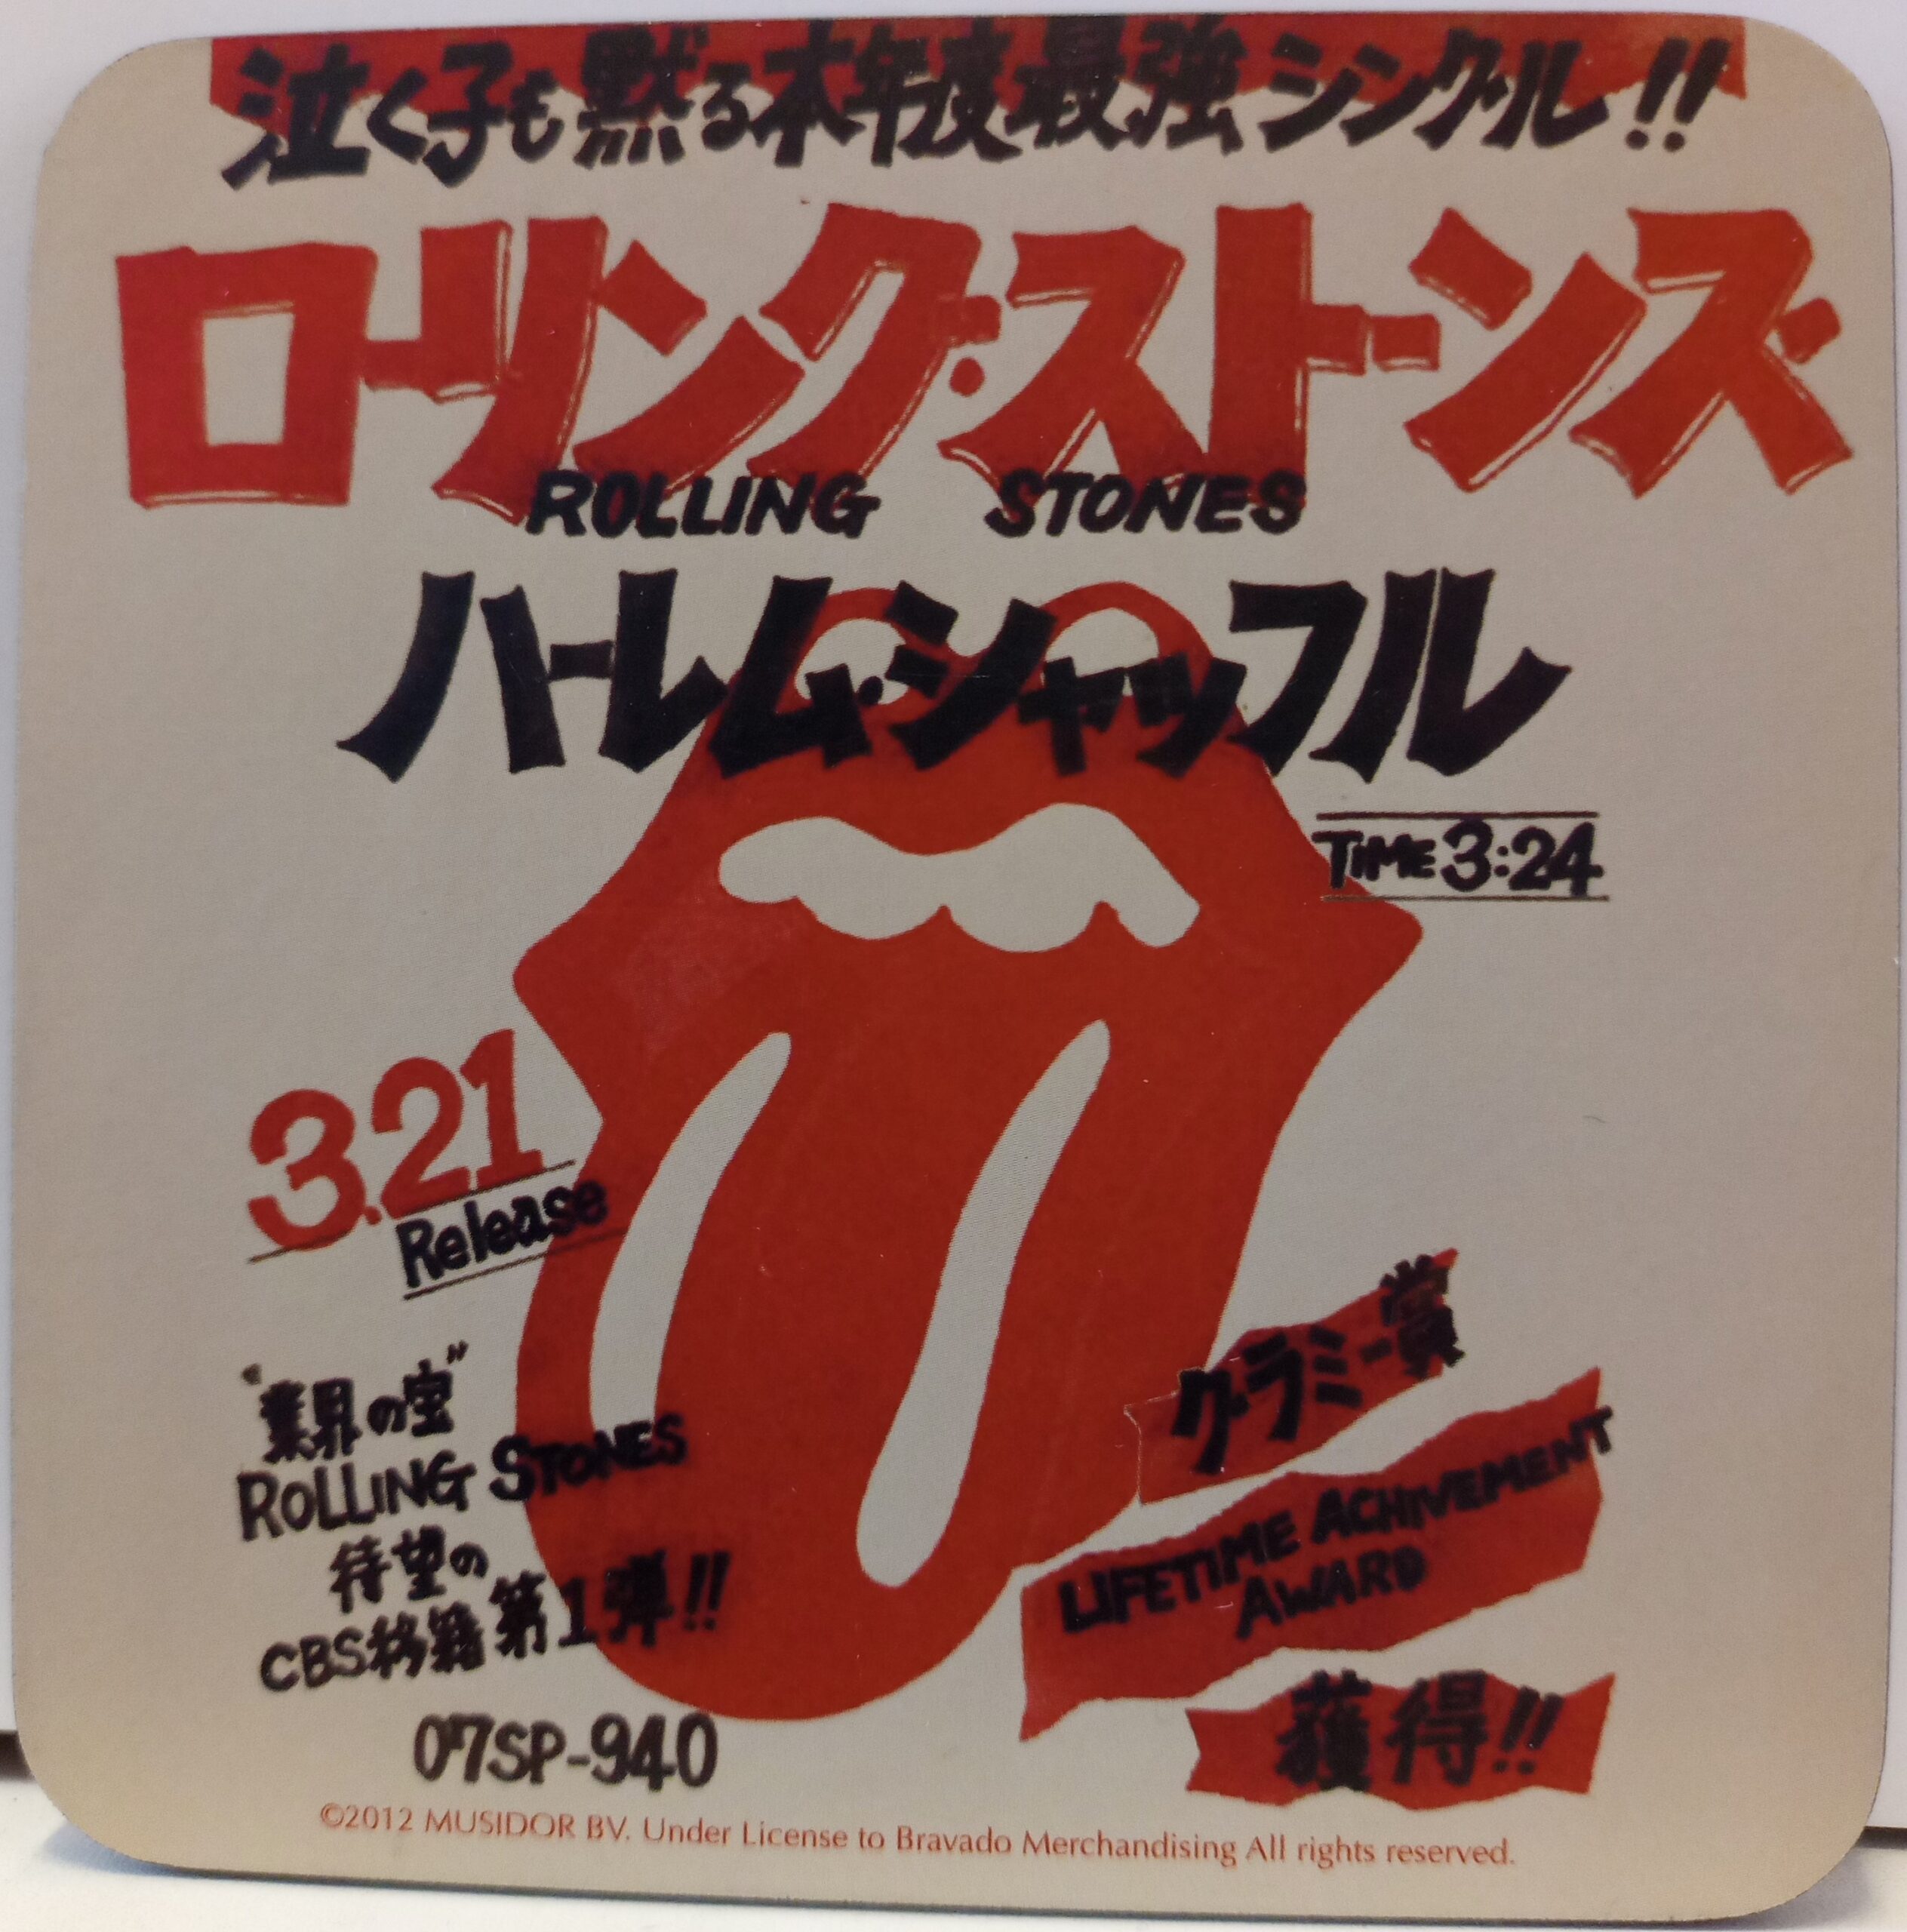 泣く子も黙る本年度最強シングル!!
ローリング・ストーンズ
ROLLING STONES
ハーレム・シャッフル
TIME 3:24
3.21
Release
"業界の宝"
ROLLING STONES
待望の
CBS移籍第1弾!!
07SP-940
グラミー賞
LIFETIME ACHIVEMENT
AWARD
獲得!!
©2012 MUSIDOR BV. Under License to Bravado Merchandising All rights reserved.